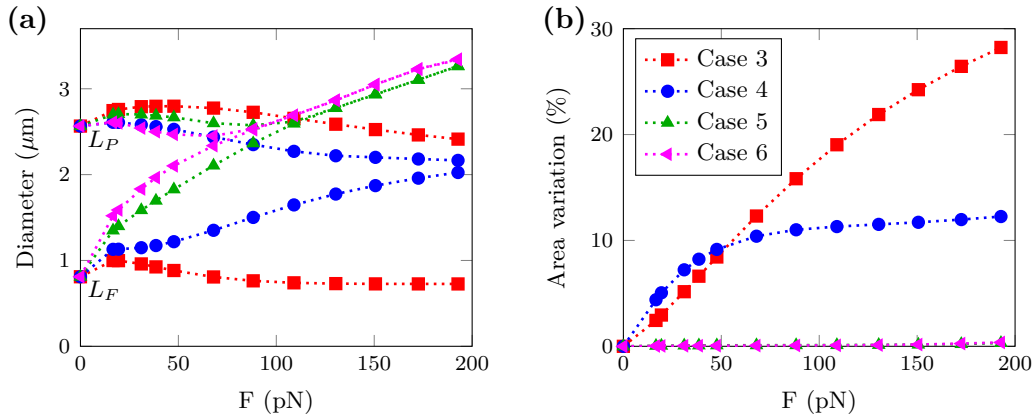 (a)
Diameter (μm)
3
2
1
0
L_P
L_F
0 50 100 150 200
F (pN)
(b)
Area variation (%)
30
20
10
0
Case 3
Case 4
Case 5
Case 6
0 50 100 150 200
F (pN)